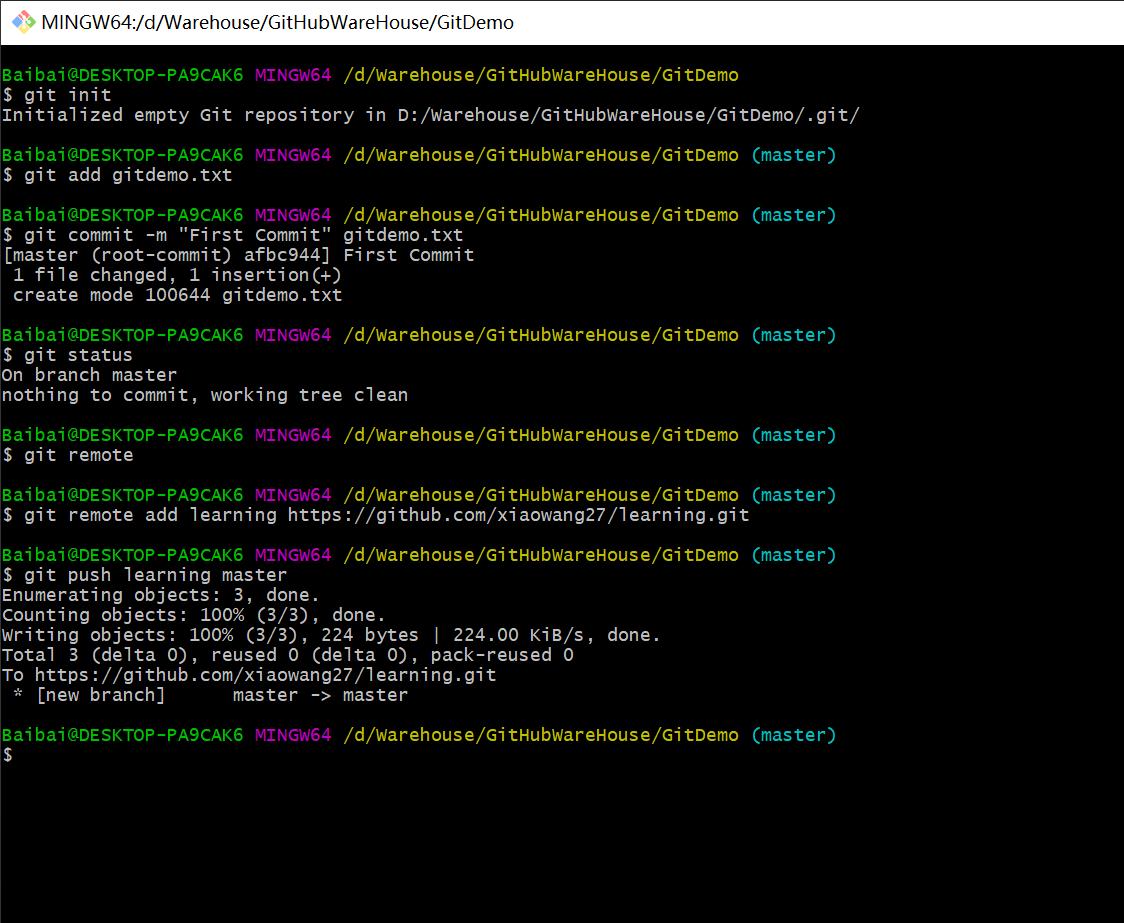 MINGW64:/d/Warehouse/GitHubWareHouse/GitDemo
Baibai@DESKTOP-PA9CAK6 MINGW64 /d/Warehouse/GitHubWareHouse/GitDemo
$ git init
Initialized empty Git repository in D:/Warehouse/GitHubWareHouse/GitDemo/.git/
Baibai@DESKTOP-PA9CAK6 MINGW64 /d/Warehouse/GitHubWareHouse/GitDemo (master)
$ git add gitdemo.txt
Baibai@DESKTOP-PA9CAK6 MINGW64 /d/Warehouse/GitHubWareHouse/GitDemo (master)
$ git commit -m "First Commit" gitdemo.txt
[master (root-commit) afbc944] First Commit
 1 file changed, 1 insertion(+)
 create mode 100644 gitdemo.txt
Baibai@DESKTOP-PA9CAK6 MINGW64 /d/Warehouse/GitHubWareHouse/GitDemo (master)
$ git status
On branch master
nothing to commit, working tree clean
Baibai@DESKTOP-PA9CAK6 MINGW64 /d/Warehouse/GitHubWareHouse/GitDemo (master)
$ git remote
Baibai@DESKTOP-PA9CAK6 MINGW64 /d/Warehouse/GitHubWareHouse/GitDemo (master)
$ git remote add learning https://github.com/xiaowang27/learning.git
Baibai@DESKTOP-PA9CAK6 MINGW64 /d/Warehouse/GitHubWareHouse/GitDemo (master)
$ git push learning master
Enumerating objects: 3, done.
Counting objects: 100% (3/3), done.
Writing objects: 100% (3/3), 224 bytes | 224.00 KiB/s, done.
Total 3 (delta 0), reused 0 (delta 0), pack-reused 0
To https://github.com/xiaowang27/learning.git
 * [new branch]      master -> master
Baibai@DESKTOP-PA9CAK6 MINGW64 /d/Warehouse/GitHubWareHouse/GitDemo (master)
$